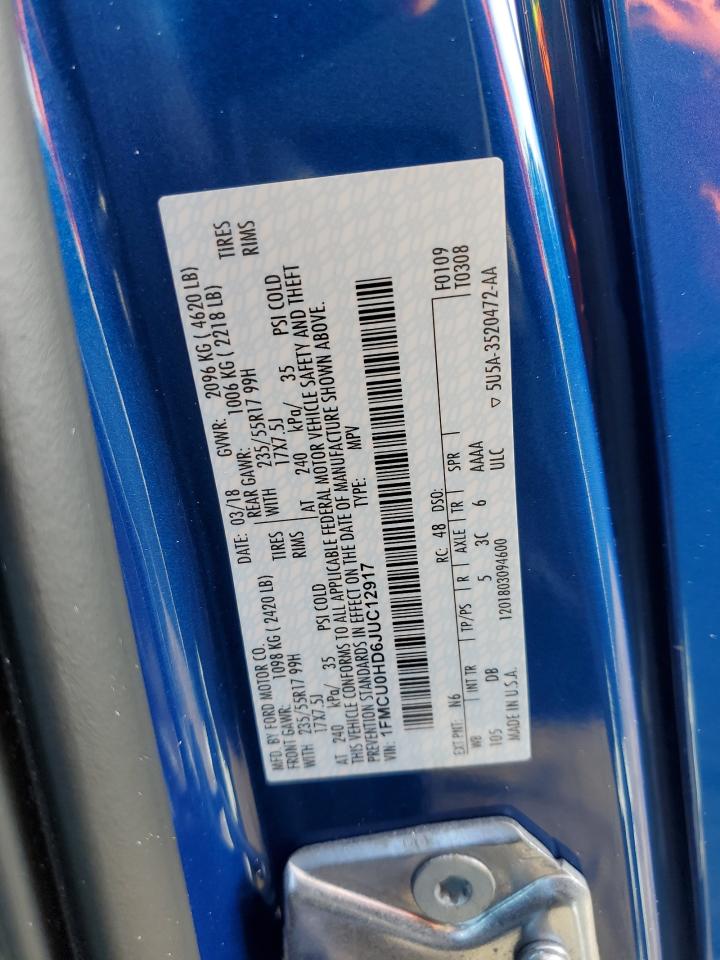 MFD. BY FORD MOTOR CO.
DATE: 03/18 GVWR: 2096 KG ( 4620 LB)
FRONT GAWR: 1098 KG ( 2420 LB)
REAR GAWR: 1006 KG ( 2218 LB)
WITH 235/55R17 99H TIRES
17X7.5J RIMS
WITH 235/55R17 99H TIRES
17X7.5J RIMS
AT 240 kPa/ 35 PSI COLD
AT 240 kPa/ 35 PSI COLD
THIS VEHICLE CONFORMS TO ALL APPLICABLE FEDERAL MOTOR VEHICLE SAFETY AND THEFT
PREVENTION STANDARDS IN EFFECT ON THE DATE OF MANUFACTURE SHOWN ABOVE.
VIN: 1FMCU0HD6JUC12917
TYPE: MPV
EXT PNT: N6 RC: 48 DSO: F0109
WB INT TR TP/PS R AXLE TR SPR T0308
105 DB 5 3C 6 AAAA
ULC
MADE IN U.S.A. 1201803094600
▽ 5U5A-3520472-AA